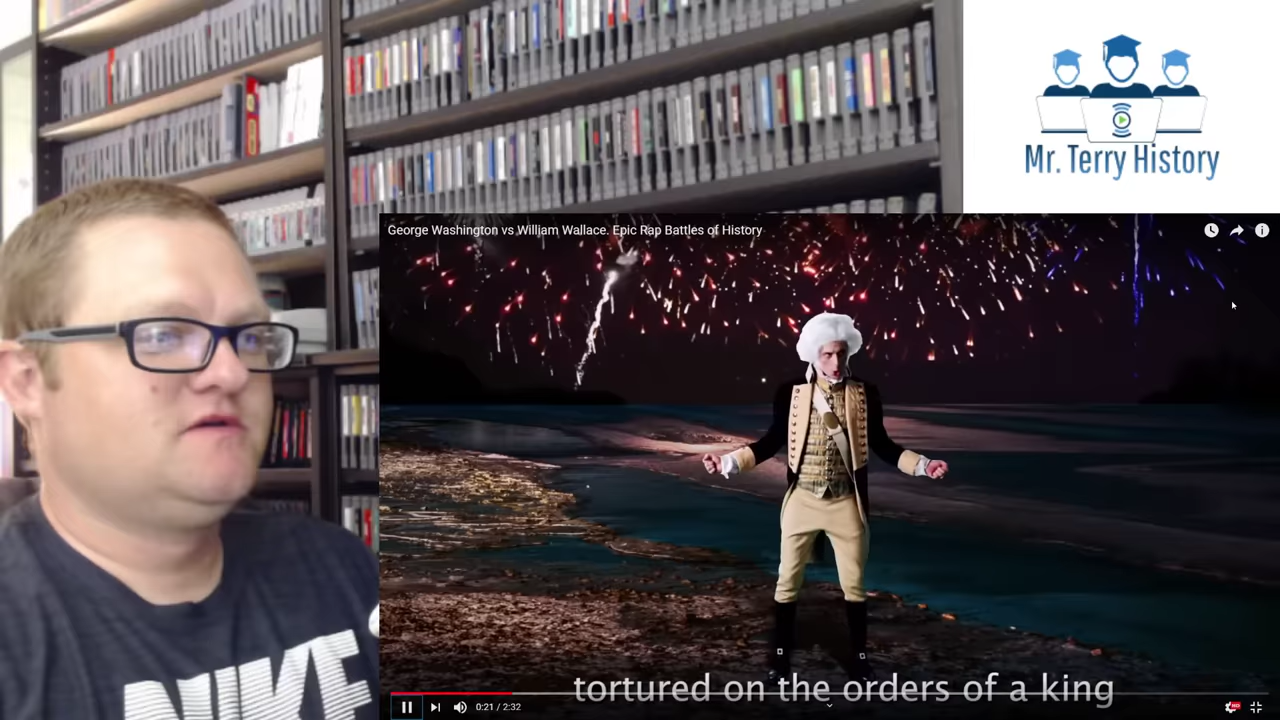 Mr. Terry History
George Washington vs William Wallace. Epic Rap Battles of History
NIKE
tortured on the orders of a king
0:21 / 2:32
HD